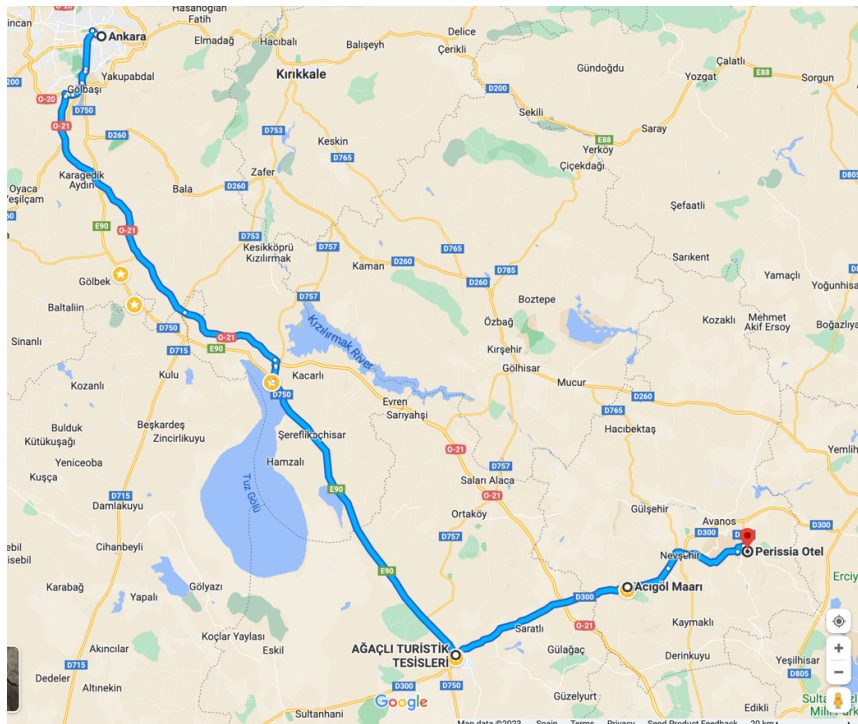 Hasanoğlan
Fatih
Elmadağ
Hacıbalı
Balışeyh
Delice
Çerikli
Ankara
Yakupabdal
Gölbaşı
Kırıkkale
D200
Gündoğdu
Çalatlı
Yozgat
E88
Sorgun
O-20
D750
O-21
D260
D753
Keskin
D765
Sekili
E88
Yerköy
Saray
Çiçekdağı
Oyaca
Karagedik
Aydın
Bala
D260
Zafer
D805
Şefaatli
E90
O-21
D753
Kesikköprü
Kızılırmak
D757
D765
Kaman
D260
D785
Sarıkent
Yamaçlı
Gölbek
Boztepe
Baltaliin
D750
Sinanlı
D715
E90
O-21
D757
Kızılırmak River
Özbağ
Kırşehir
Gölhisar
Kozaklı
Mehmet
Akif Ersoy
Kozanlı
Kulu
D750
Kacarlı
Mucur
D260
Evren
Sarıyahşi
D765
Hacıbektaş
Bulduk
Kütükuşağı
Beşkardeş
Zincirlikuyu
Şereflikoçhisar
O-21
Yeniceoba
Kuşça
Hamzalı
Tuz Gölü
E90
D757
Saları Alaca
O-21
D715
Damlakuyu
Ortaköy
Gülşehir
Avanos
D300
D300
Cihanbeyli
D757
Nevşehir
Perissia Otel
E90
Karabağ
Yapalı
Gölyazı
Acıgöl Maarı
D300
O-21
Kaymaklı
Koçlar Yaylası
Eskil
AĞAÇLI TURİSTİK
TESİSLERİ
Saratlı
Gülağaç
Derinkuyu
Yeşilhisar
Akıncılar
D715
Dedeler
Altınekin
D300
D750
Google
Güzelyurt
Edikli
Sultanhani
Map data ©2023
Spain
Terms
Privacy
Send Product Feedback
20 km